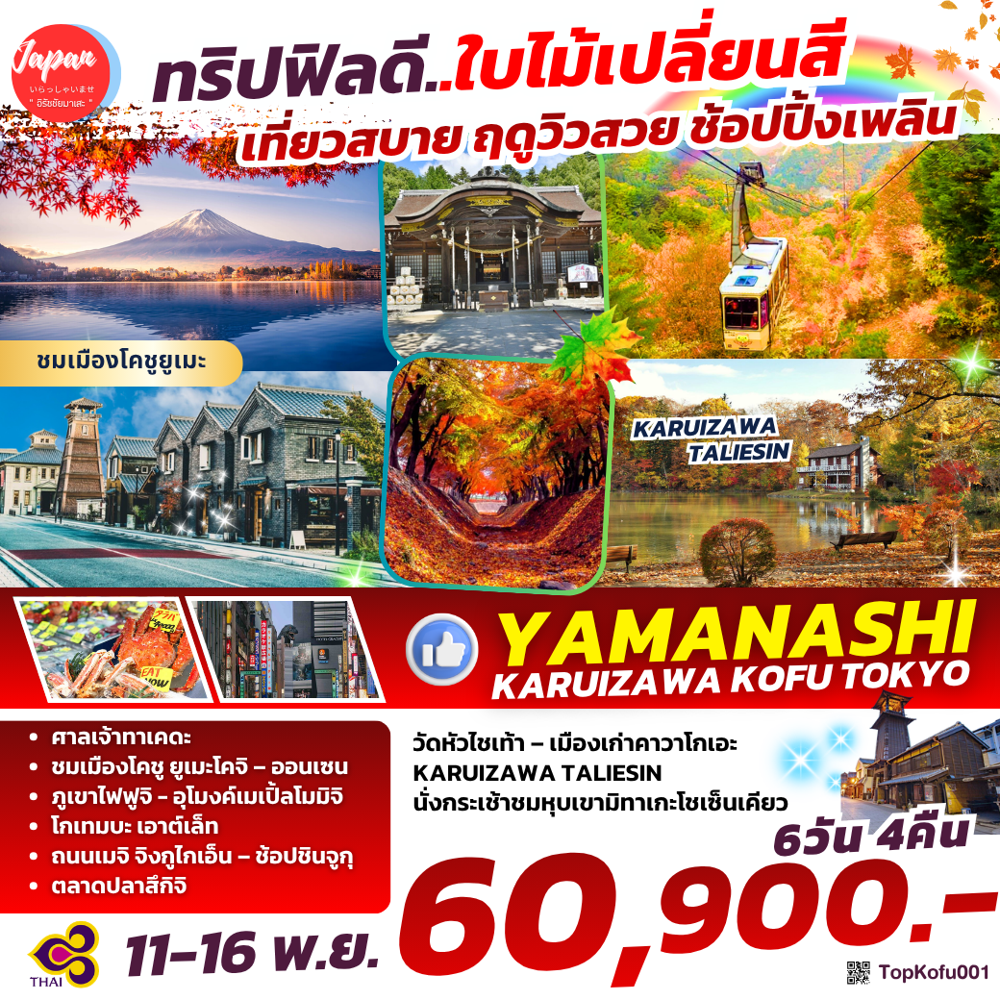 Japan
いらっしゃいませ
" อิรัชชัยมาเสะ "
ทริปฟิลดี..ใบไม้เปลี่ยนสี
เที่ยวสบาย ฤดูวิวสวย ช้อปปิ้งเพลิน
ชมเมืองโคชูยูเมะ
KARUIZAWA
TALIESIN
YAMANASHI
KARUIZAWA KOFU TOKYO
• ศาลเจ้าทาเคดะ
• ชมเมืองโคชู ยูเมะโคจิ – ออนเซน
• ภูเขาไฟฟูจิ - อุโมงค์เมเปิ้ลโมมิจิ
• โกเทมบะ เอาต์เล็ท
• ถนนเมจิ จิงกูไกเอ็น – ช้อปชินจูกุ
• ตลาดปลาสึกิจิ
วัดหัวไชเท้า – เมืองเก่าคาวาโกเอะ
KARUIZAWA TALIESIN
นั่งกระเช้าชมหุบเขามิทาเกะโชเซ็นเคียว
6วัน 4คืน
60,900.-
THAI
11-16 พ.ย.
TopKofu001